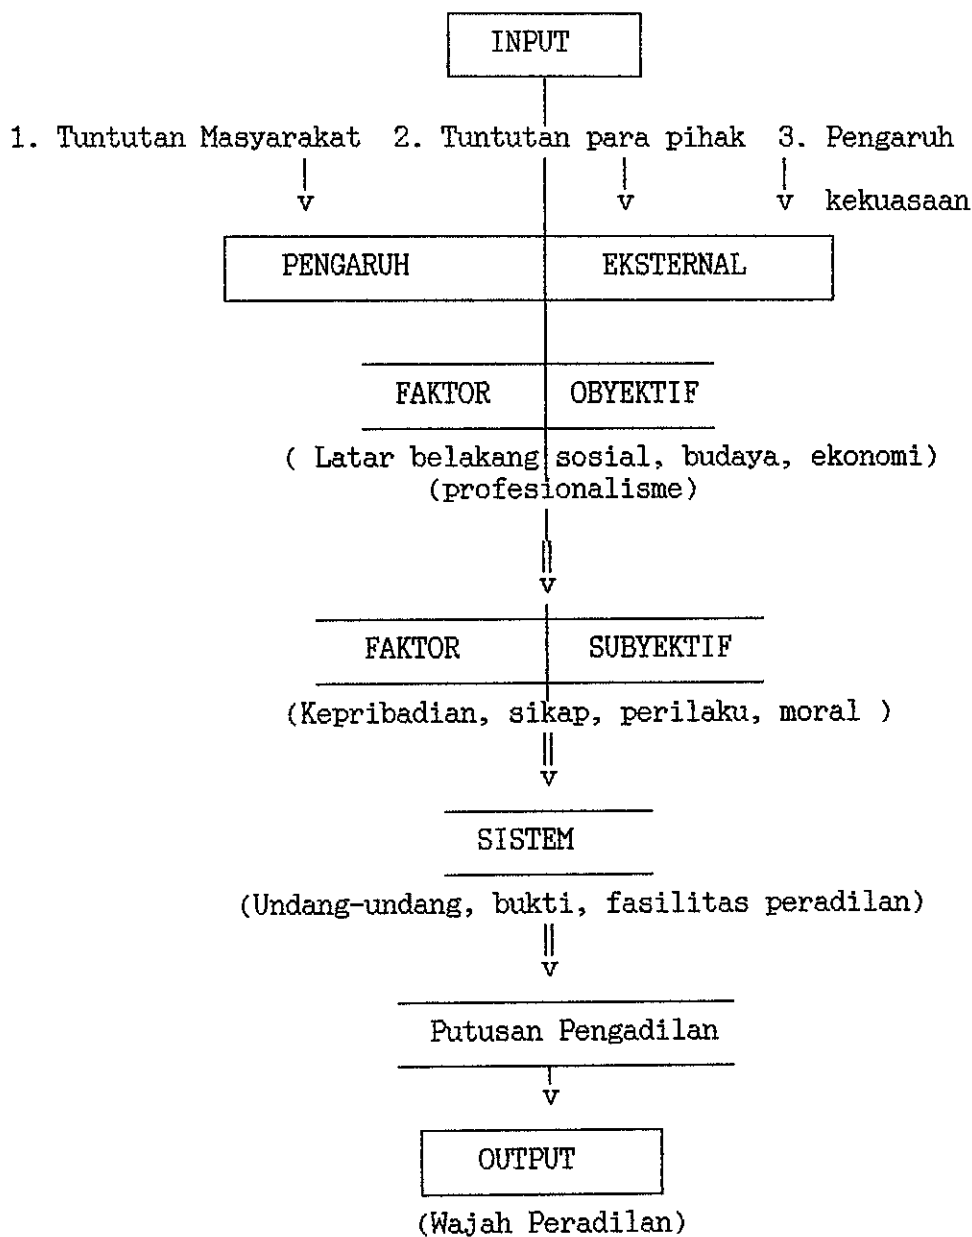 INPUT
1. Tuntutan Masyarakat 2. Tuntutan para pihak 3. Pengaruh
kekuasaan
PENGARUH EKSTERNAL
FAKTOR OBYEKTIF
( Latar belakang sosial, budaya, ekonomi)
(profesionalisme)
FAKTOR SUBYEKTIF
(Kepribadian, sikap, perilaku, moral )
SISTEM
(Undang-undang, bukti, fasilitas peradilan)
Putusan Pengadilan
OUTPUT
(Wajah Peradilan)